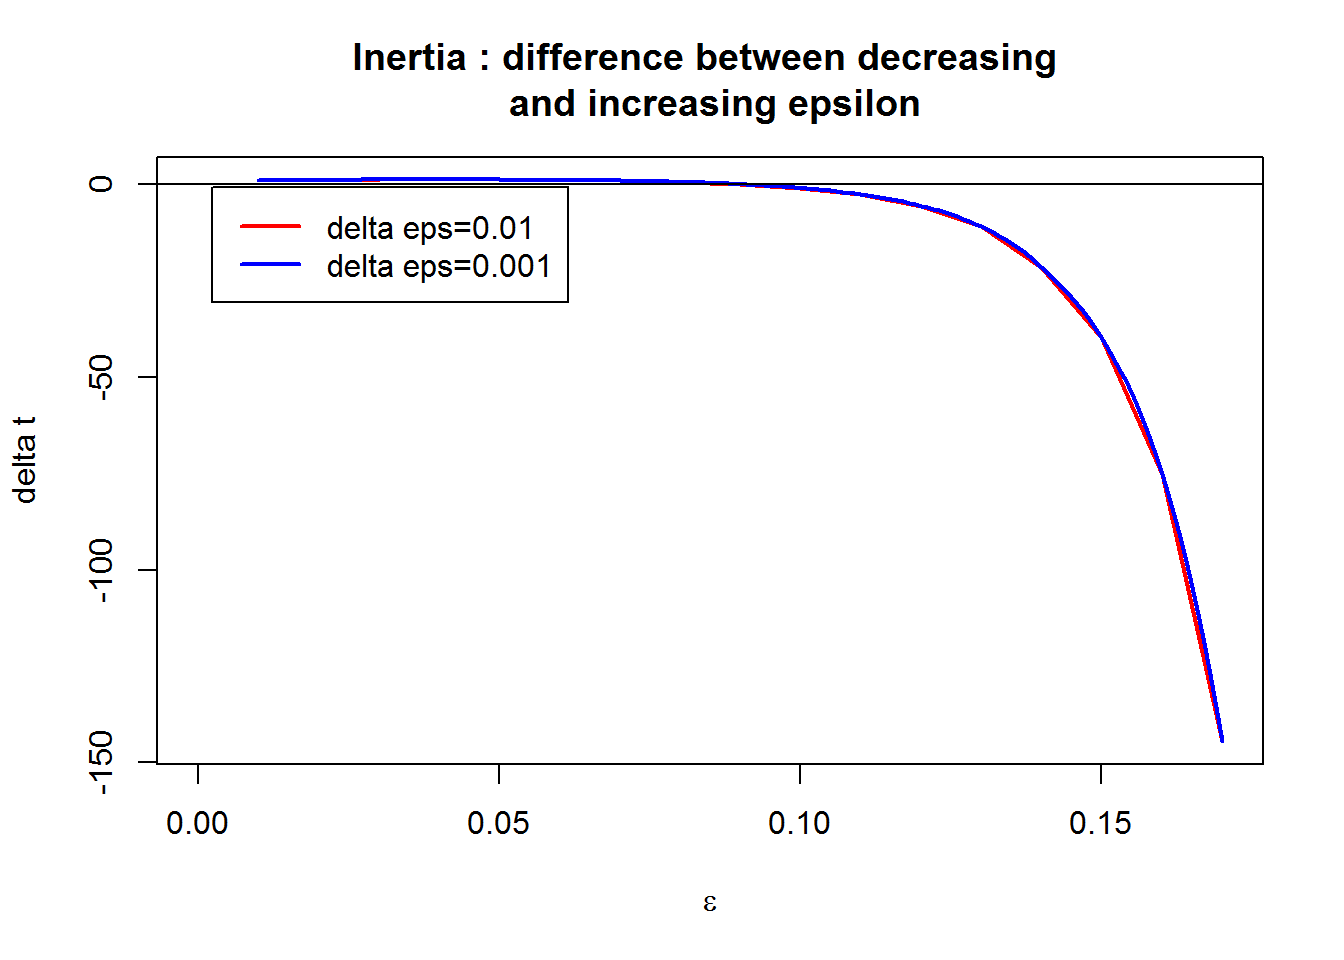 Inertia : difference between decreasing
and increasing epsilon
0
-50
-100
-150
delta t
delta eps=0.01
delta eps=0.001
0.00 0.05 0.10 0.15
ε